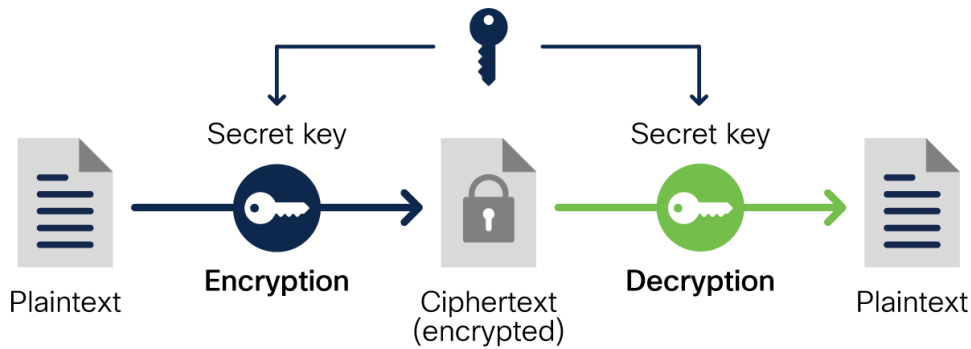 Secret key
Secret key
Encryption
Decryption
Plaintext
Ciphertext
(encrypted)
Plaintext